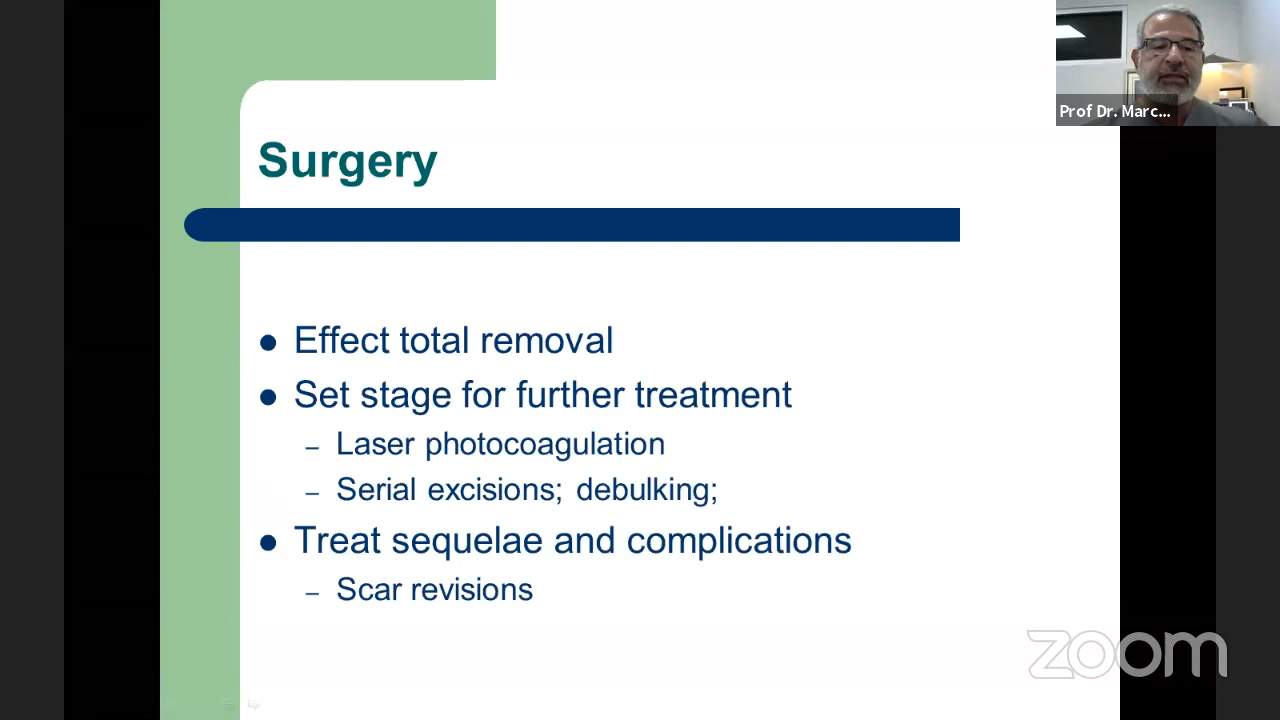 Prof Dr. Marc...
Surgery
● Effect total removal
● Set stage for further treatment
– Laser photocoagulation
– Serial excisions; debulking;
● Treat sequelae and complications
– Scar revisions
zoom